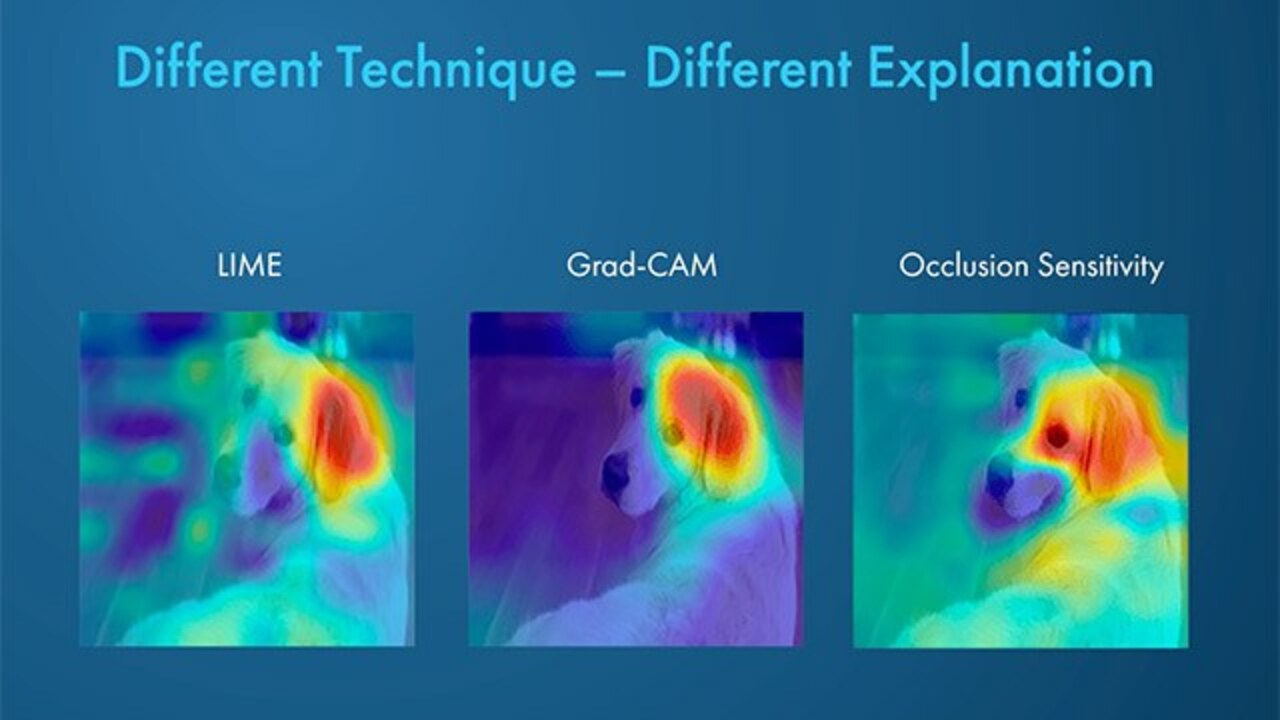 Different Technique – Different Explanation
LIME
Grad-CAM
Occlusion Sensitivity